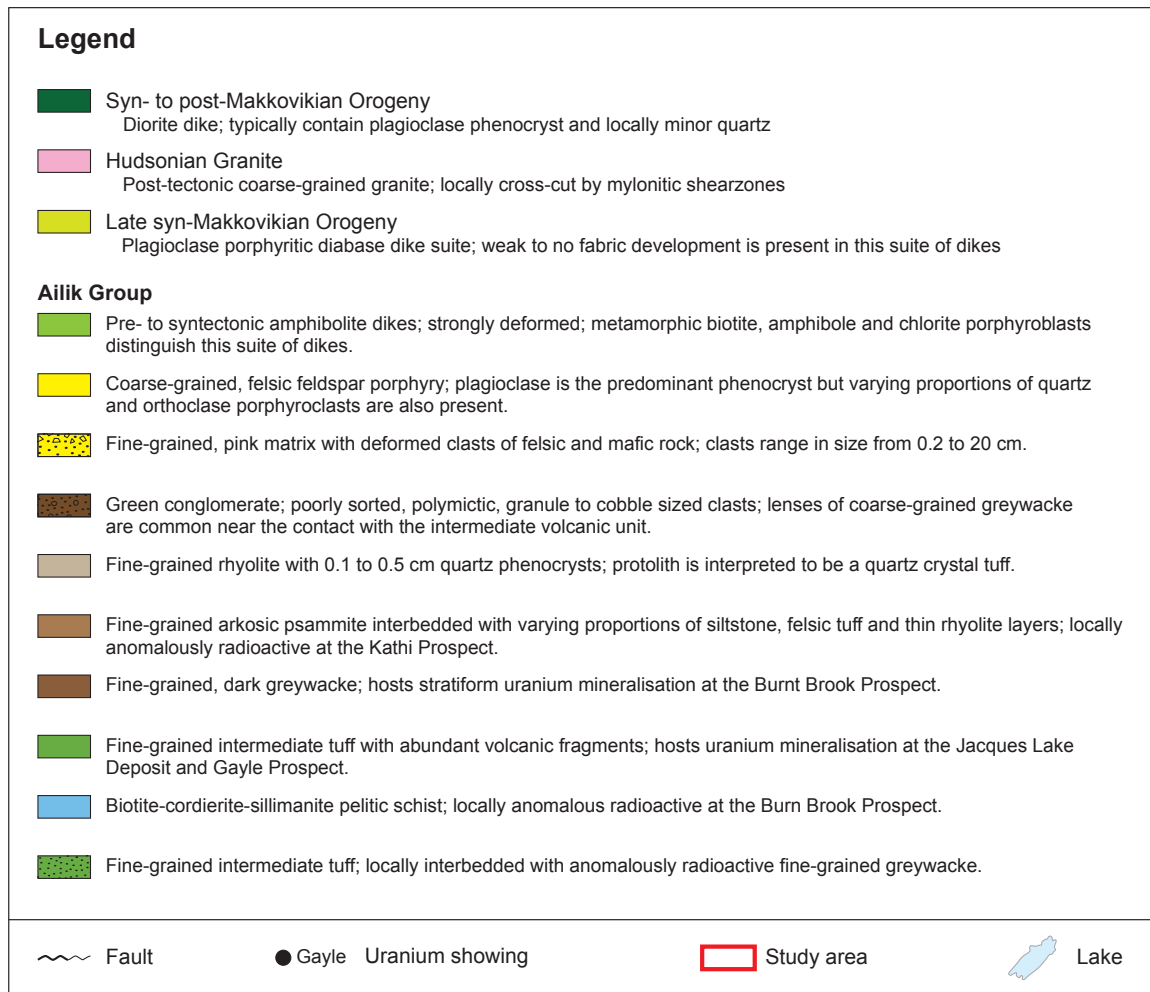 Legend
Syn- to post-Makkovikian Orogeny
Diorite dike; typically contain plagioclase phenocryst and locally minor quartz
Hudsonian Granite
Post-tectonic coarse-grained granite; locally cross-cut by mylonitic shearzones
Late syn-Makkovikian Orogeny
Plagioclase porphyritic diabase dike suite; weak to no fabric development is present in this suite of dikes
Ailik Group
Pre- to syntectonic amphibolite dikes; strongly deformed; metamorphic biotite, amphibole and chlorite porphyroblasts
distinguish this suite of dikes.
Coarse-grained, felsic feldspar porphyry; plagioclase is the predominant phenocryst but varying proportions of quartz
and orthoclase porphyroclasts are also present.
Fine-grained, pink matrix with deformed clasts of felsic and mafic rock; clasts range in size from 0.2 to 20 cm.
Green conglomerate; poorly sorted, polymictic, granule to cobble sized clasts; lenses of coarse-grained greywacke
are common near the contact with the intermediate volcanic unit.
Fine-grained rhyolite with 0.1 to 0.5 cm quartz phenocrysts; protolith is interpreted to be a quartz crystal tuff.
Fine-grained arkosic psammite interbedded with varying proportions of siltstone, felsic tuff and thin rhyolite layers; locally
anomalously radioactive at the Kathi Prospect.
Fine-grained, dark greywacke; hosts stratiform uranium mineralisation at the Burnt Brook Prospect.
Fine-grained intermediate tuff with abundant volcanic fragments; hosts uranium mineralisation at the Jacques Lake
Deposit and Gayle Prospect.
Biotite-cordierite-sillimanite pelitic schist; locally anomalous radioactive at the Burn Brook Prospect.
Fine-grained intermediate tuff; locally interbedded with anomalously radioactive fine-grained greywacke.
Fault Gayle Uranium showing Study area Lake